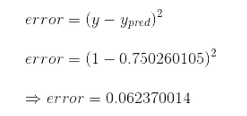 error = (y − y_pred)²
error = (1 − 0.750260105)²
⇒ error = 0.062370014